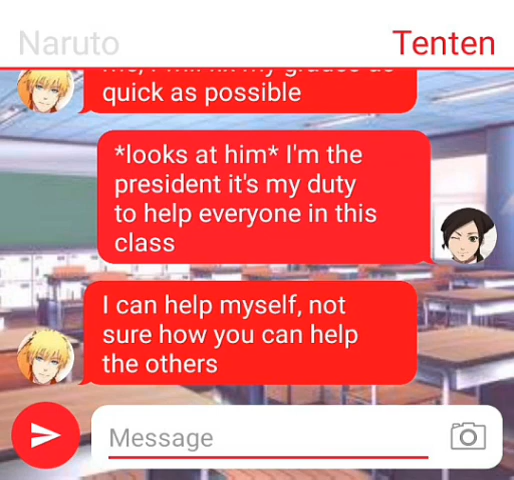 Naruto
Tenten
quick as possible
*looks at him* I'm the
president it's my duty
to help everyone in this
class
I can help myself, not
sure how you can help
the others
Message